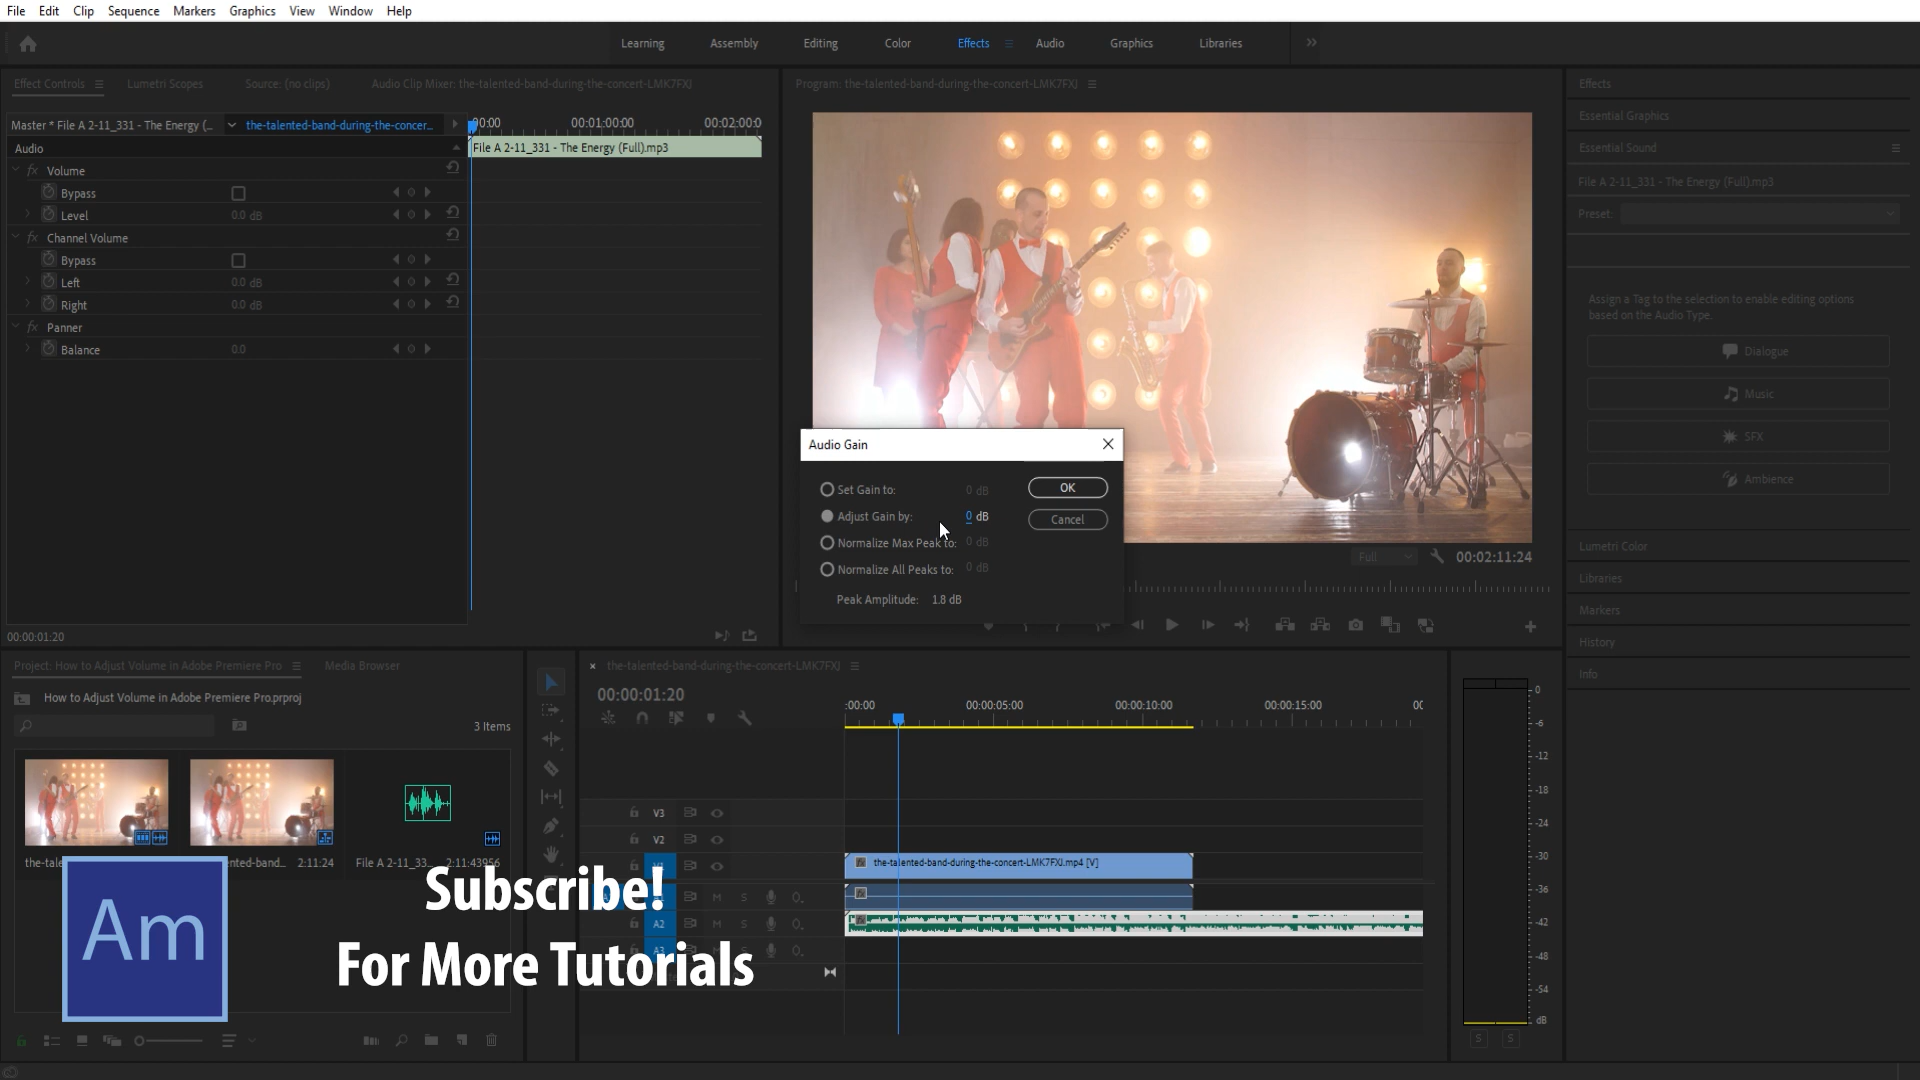 File Edit Clip Sequence Markers Graphics View Window Help
Learning Assembly Editing Color Effects Audio Graphics Libraries
Effect Controls Lumetri Scopes Source: (no clips) Audio Clip Mixer: the-talented-band-during-the-concert-LMK7FXJ
Master * File A 2-11_331 - The Energy (... the-talented-band-during-the-concer...
00:00 00:01:00:00 00:02:00:0
Audio
File A 2-11_331 - The Energy (Full).mp3
fx Volume
Bypass
Level 0.0 dB
fx Channel Volume
Bypass
Left 0.0 dB
Right 0.0 dB
fx Panner
Balance 0.0
00:00:01:20
Program: the-talented-band-during-the-concert-LMK7FXJ
Full 00:02:11:24
Audio Gain
Set Gain to: 0 dB
Adjust Gain by: 0 dB
Normalize Max Peak to: 0 dB
Normalize All Peaks to: 0 dB
Peak Amplitude: 1.8 dB
OK
Cancel
Effects
Essential Graphics
Essential Sound
File A 2-11_331 - The Energy (Full).mp3
Preset:
Assign a Tag to the selection to enable editing options
based on the Audio Type.
Dialogue
Music
SFX
Ambience
Lumetri Color
Libraries
Markers
History
Info
Project: How to Adjust Volume in Adobe Premiere Pro Media Browser
How to Adjust Volume in Adobe Premiere Pro.prproj
3 Items
the-tale
nted-band... 2:11:24
File A 2-11_33... 2:11:43956
Am
Subscribe!
For More Tutorials
× the-talented-band-during-the-concert-LMK7FXJ
00:00:01:20
:00:00 00:00:05:00 00:00:10:00 00:00:15:00 00
V3
V2
V1 the-talented-band-during-the-concert-LMK7FXJ.mp4 [V]
M S
A2 M S
A3 M S
0
-6
-12
-18
-24
-30
-36
-42
-48
-54
dB
S S